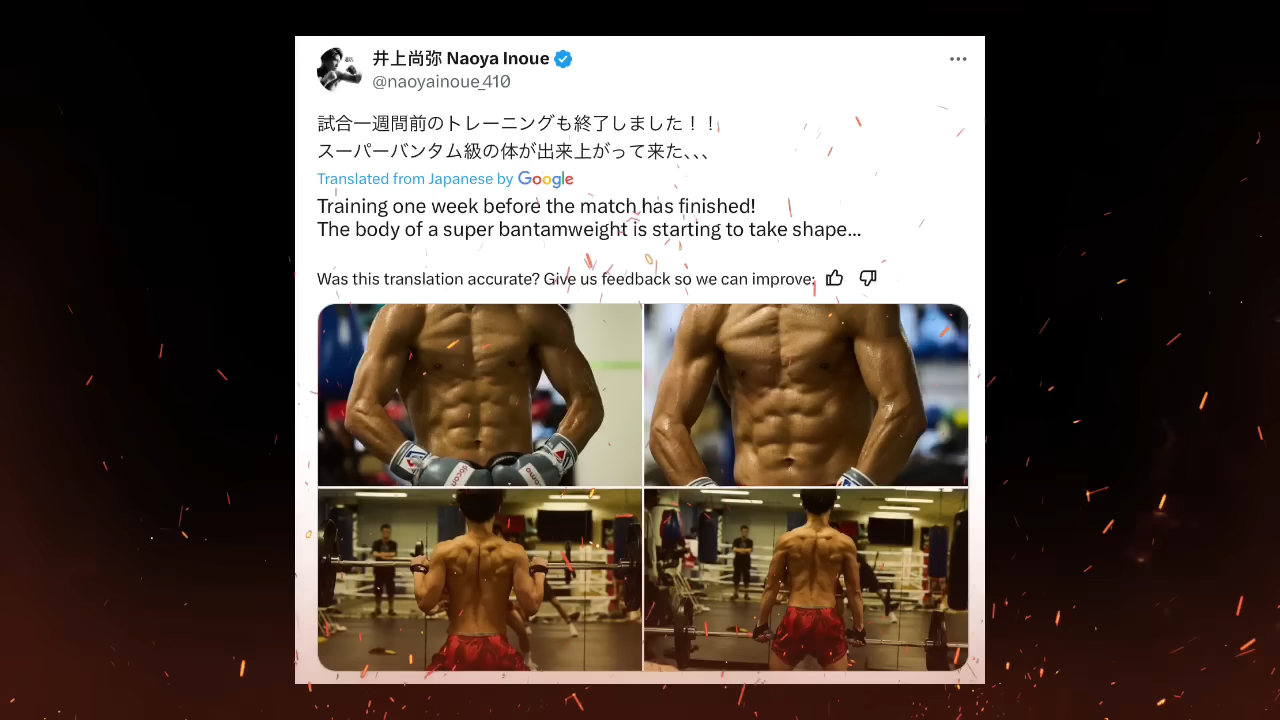 井上尚弥 Naoya Inoue
@naoyainoue_410
試合一週間前のトレーニングも終了しました！！
スーパーバンタム級の体が出来上がって来た､､､
Translated from Japanese by Google
Training one week before the match has finished!
The body of a super bantamweight is starting to take shape...
Was this translation accurate? Give us feedback so we can improve: